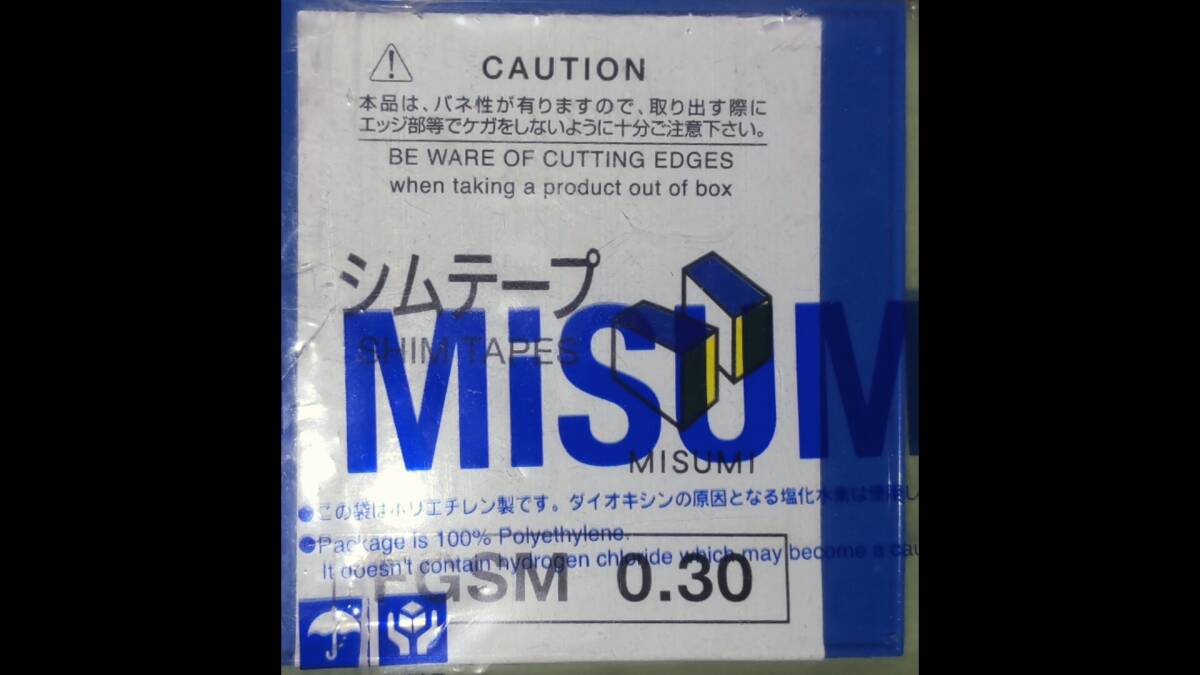 CAUTION
本品は、バネ性が有りますので、取り出す際に
エッジ部等でケガをしないように十分ご注意下さい。
BE WARE OF CUTTING EDGES
when taking a product out of box
シムテープ
MiSUM
SHIM TAPES
MISUMI
●この袋はポリエチレン製です。ダイオキシンの原因となる塩化水素は使用し
●Package is 100% Polyethylene.
It doesn't contain hydrogen chloride which may become a cau
FGSM 0.30